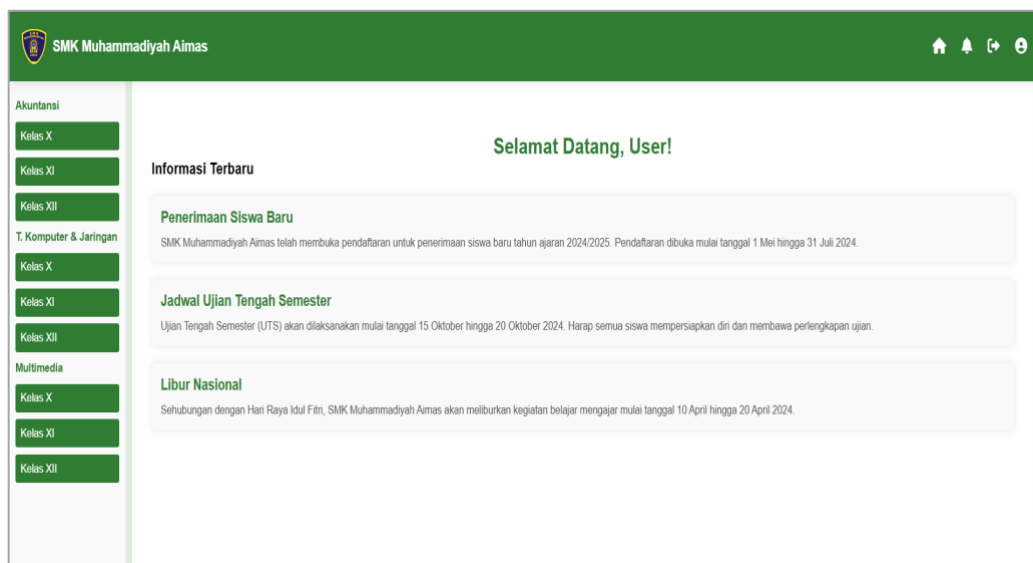 SMK Muhammadiyah Aimas
Akuntansi
Kelas X
Kelas XI
Kelas XII
T. Komputer & Jaringan
Kelas X
Kelas XI
Kelas XII
Multimedia
Kelas X
Kelas XI
Kelas XII
Selamat Datang, User!
Informasi Terbaru
Penerimaan Siswa Baru
SMK Muhammadiyah Aimas telah membuka pendaftaran untuk penerimaan siswa baru tahun ajaran 2024/2025. Pendaftaran dibuka mulai tanggal 1 Mei hingga 31 Juli 2024.
Jadwal Ujian Tengah Semester
Ujian Tengah Semester (UTS) akan dilaksanakan mulai tanggal 15 Oktober hingga 20 Oktober 2024. Harap semua siswa mempersiapkan diri dan membawa perlengkapan ujian.
Libur Nasional
Sehubungan dengan Hari Raya Idul Fitri, SMK Muhammadiyah Aimas akan meliburkan kegiatan belajar mengajar mulai tanggal 10 April hingga 20 April 2024.